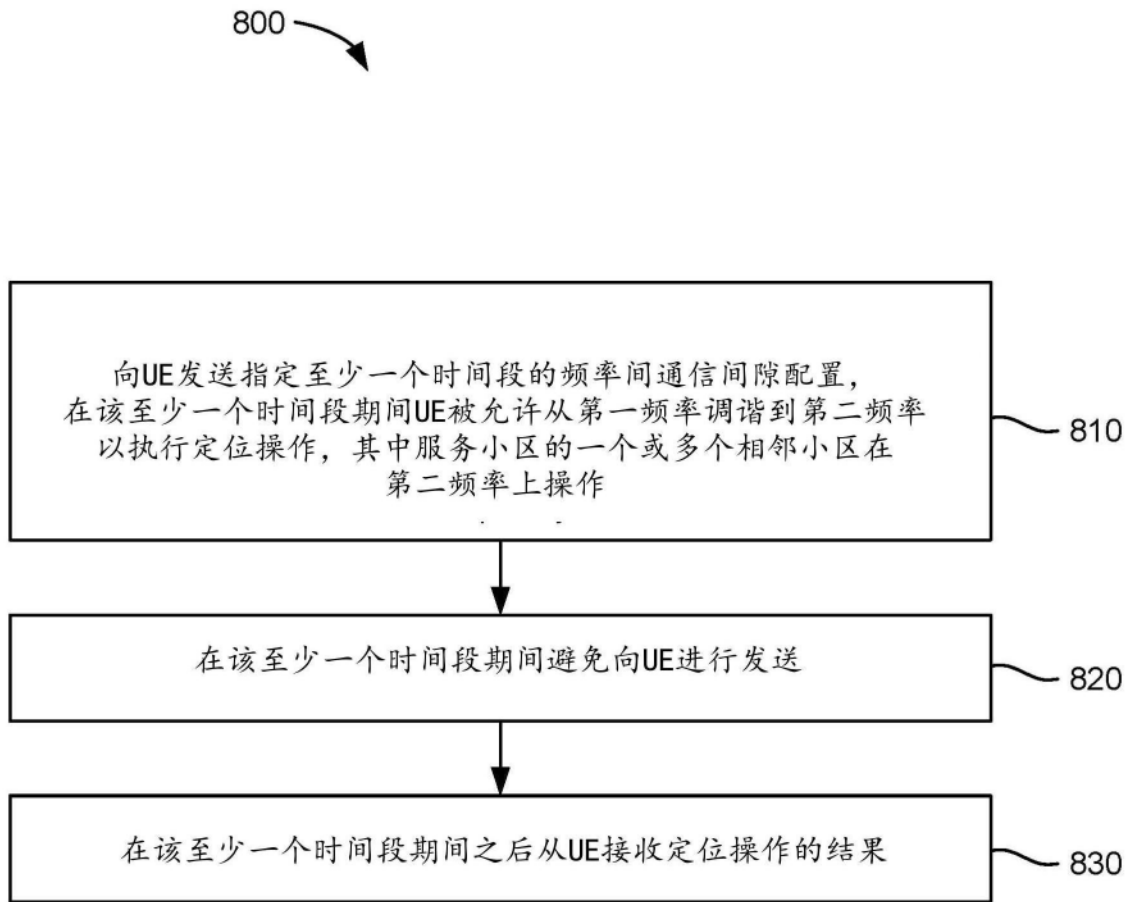 800
向UE发送指定至少一个时间段的频率间通信间隙配置,
在该至少一个时间段期间UE被允许从第一频率调谐到第二频率
以执行定位操作, 其中服务小区的一个或多个相邻小区在
第二频率上操作
810
在该至少一个时间段期间避免向UE进行发送
820
在该至少一个时间段期间之后从UE接收定位操作的结果
830